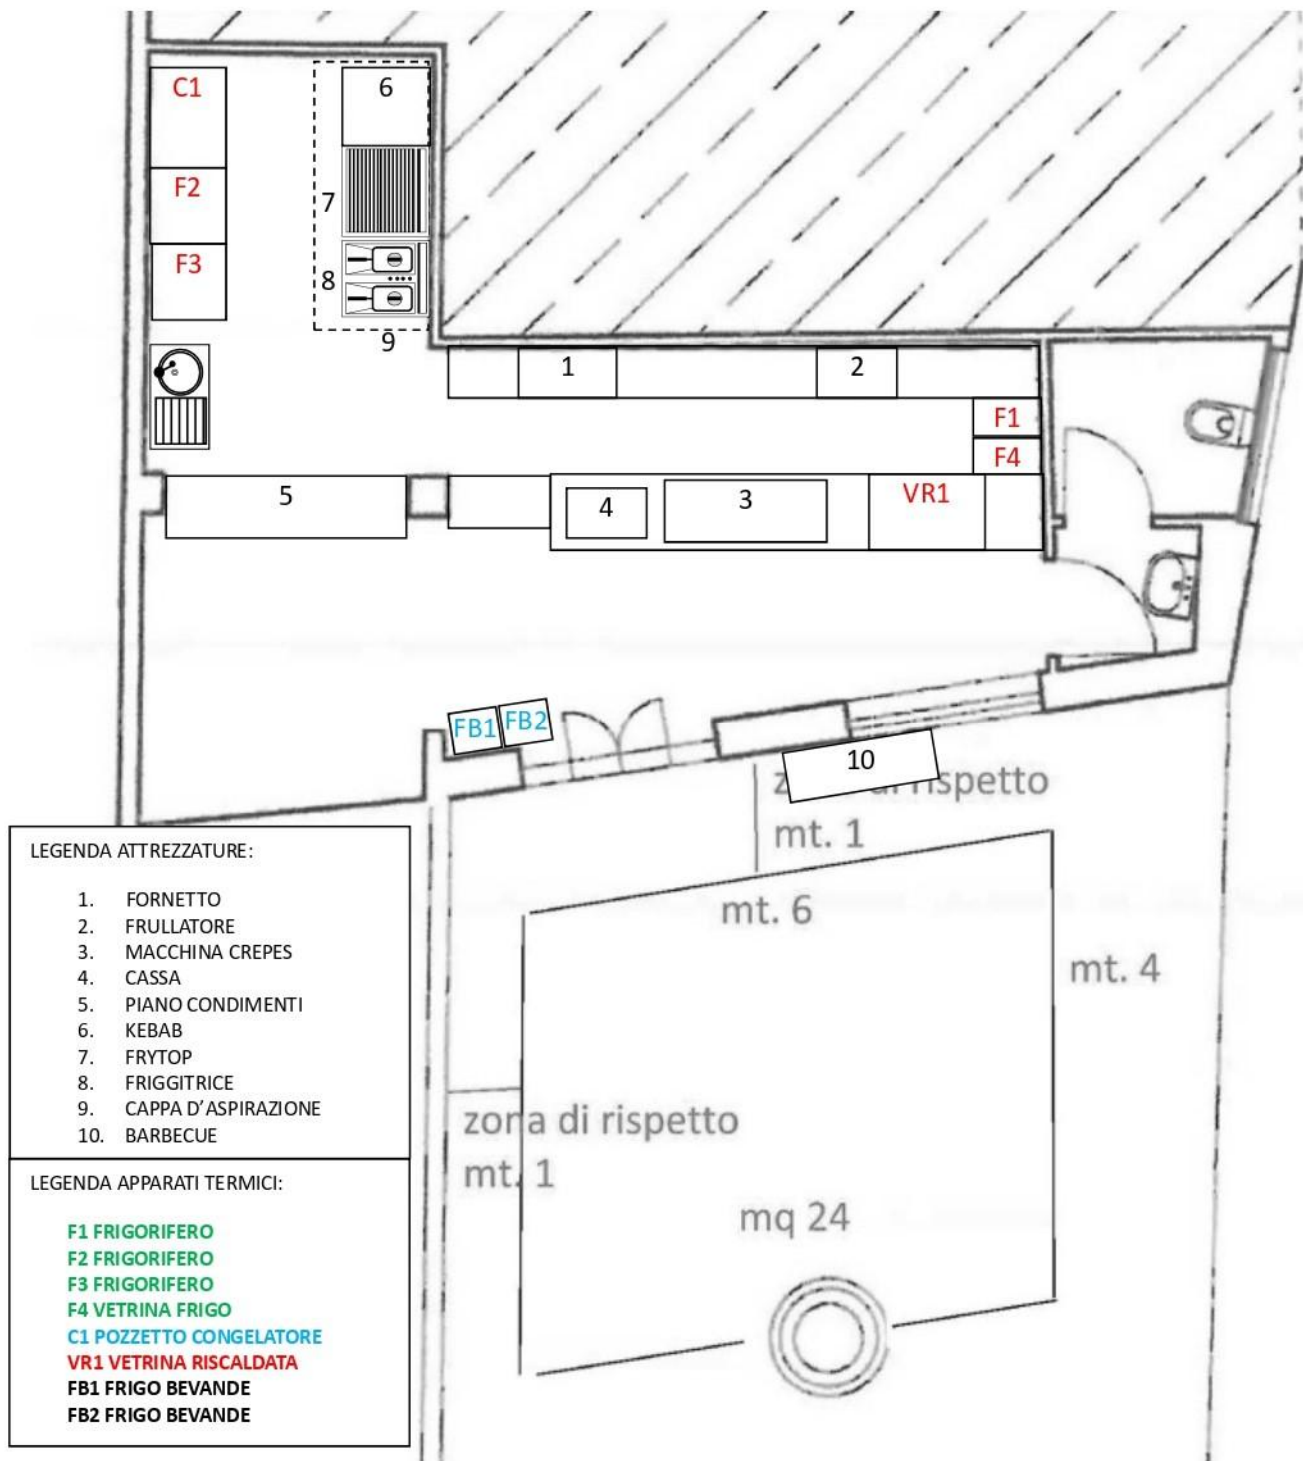 C1
6
F2
7
F3
8
9
1
2
F1
F4
5
4
3
VR1
FB1
FB2
10
rispetto
mt. 1
mt. 6
mt. 4
zona di rispetto
mt. 1
mq 24
LEGENDA ATTREZZATURE:
1. FORNETTO
2. FRULLATORE
3. MACCHINA CREPES
4. CASSA
5. PIANO CONDIMENTI
6. KEBAB
7. FRYTOP
8. FRIGGITRICE
9. CAPPA D'ASPIRAZIONE
10. BARBECUE
LEGENDA APPARATI TERMICI:
F1 FRIGORIFERO
F2 FRIGORIFERO
F3 FRIGORIFERO
F4 VETRINA FRIGO
C1 POZZETTO CONGELATORE
VR1 VETRINA RISCALDATA
FB1 FRIGO BEVANDE
FB2 FRIGO BEVANDE